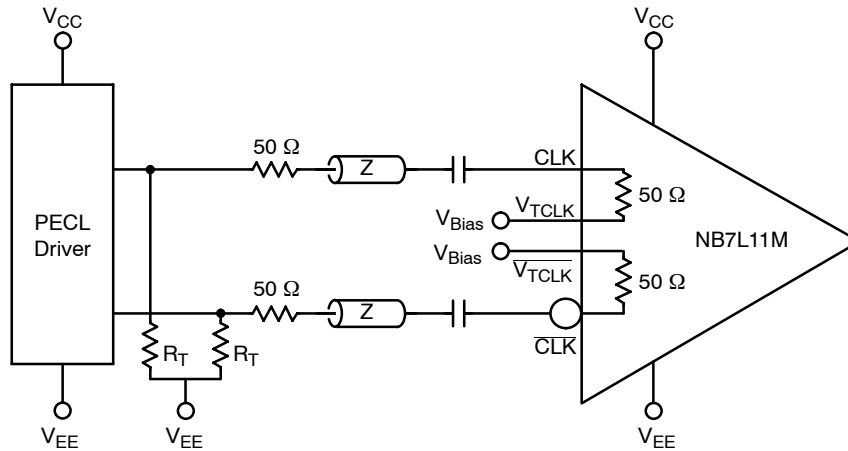 V_CC
V_CC
50 Ω
Z
CLK
50 Ω
V_Bias
V_TCLK
PECL
Driver
NB7L11M
V_Bias
V̅_̅T̅C̅L̅K̅
50 Ω
50 Ω
Z
C̅L̅K̅
R_T
R_T
V_EE
V_EE
V_EE